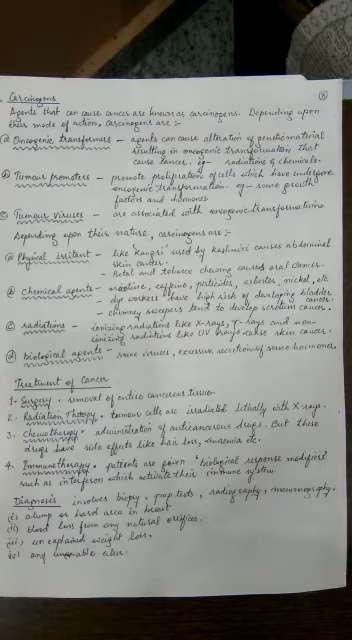 Carcinogens
Agents that can cause cancer are known as carcinogens. Depending upon
their mode of action, carcinogens are :-
(a) Oncogenic transformers - agents can cause alteration of genetic material
resulting in oncogenic transformation that
cause cancer. eg- radiations & chemicals.
(b) Tumour promoters - promote proliferation of cells which have undergone
oncogenic transformation. eg - some growth
factors and hormones
(c) Tumour viruses - are associated with oncogenic transformations
Depending upon their nature, carcinogens are :-
(a) Physical irritant - like 'Kangri' used by Kashmiri causes abdominal
skin cancer.
- Betal and tobacco chewing caused oral cancer.
(b) Chemical agents - nicotine, caffeine, pesticides, asbestos, nickel, etc
- dye workers have high risk of developing bladder
cancer.
- chimney sweepers tend to develop scrotum cancer.
(c) radiations - ionizing radiations like X-rays, γ-rays and non-
ionizing radiations like UV rays cause skin cancer.
(d) biological agents - some viruses, excessive secretion of some hormones
Treatment of Cancer
1. Surgery - removal of entire cancerous tissue
2. Radiation Therapy - tumour cells are irradiated lethally with X-rays.
3. Chemotherapy - administration of anticancerous drugs. But these
drugs have side effects like hair loss, anaemia etc.
4. Immunotherapy - patients are given 'biological response modifiers'
such as interferon which activate their immune system.
Diagnosis involves biopsy, pap tests, radiography, mammography.
(i) a lump or hard area in breast
(ii) blood loss from any natural orifices.
(iii) unexplained weight loss.
(iv) any ulcer.